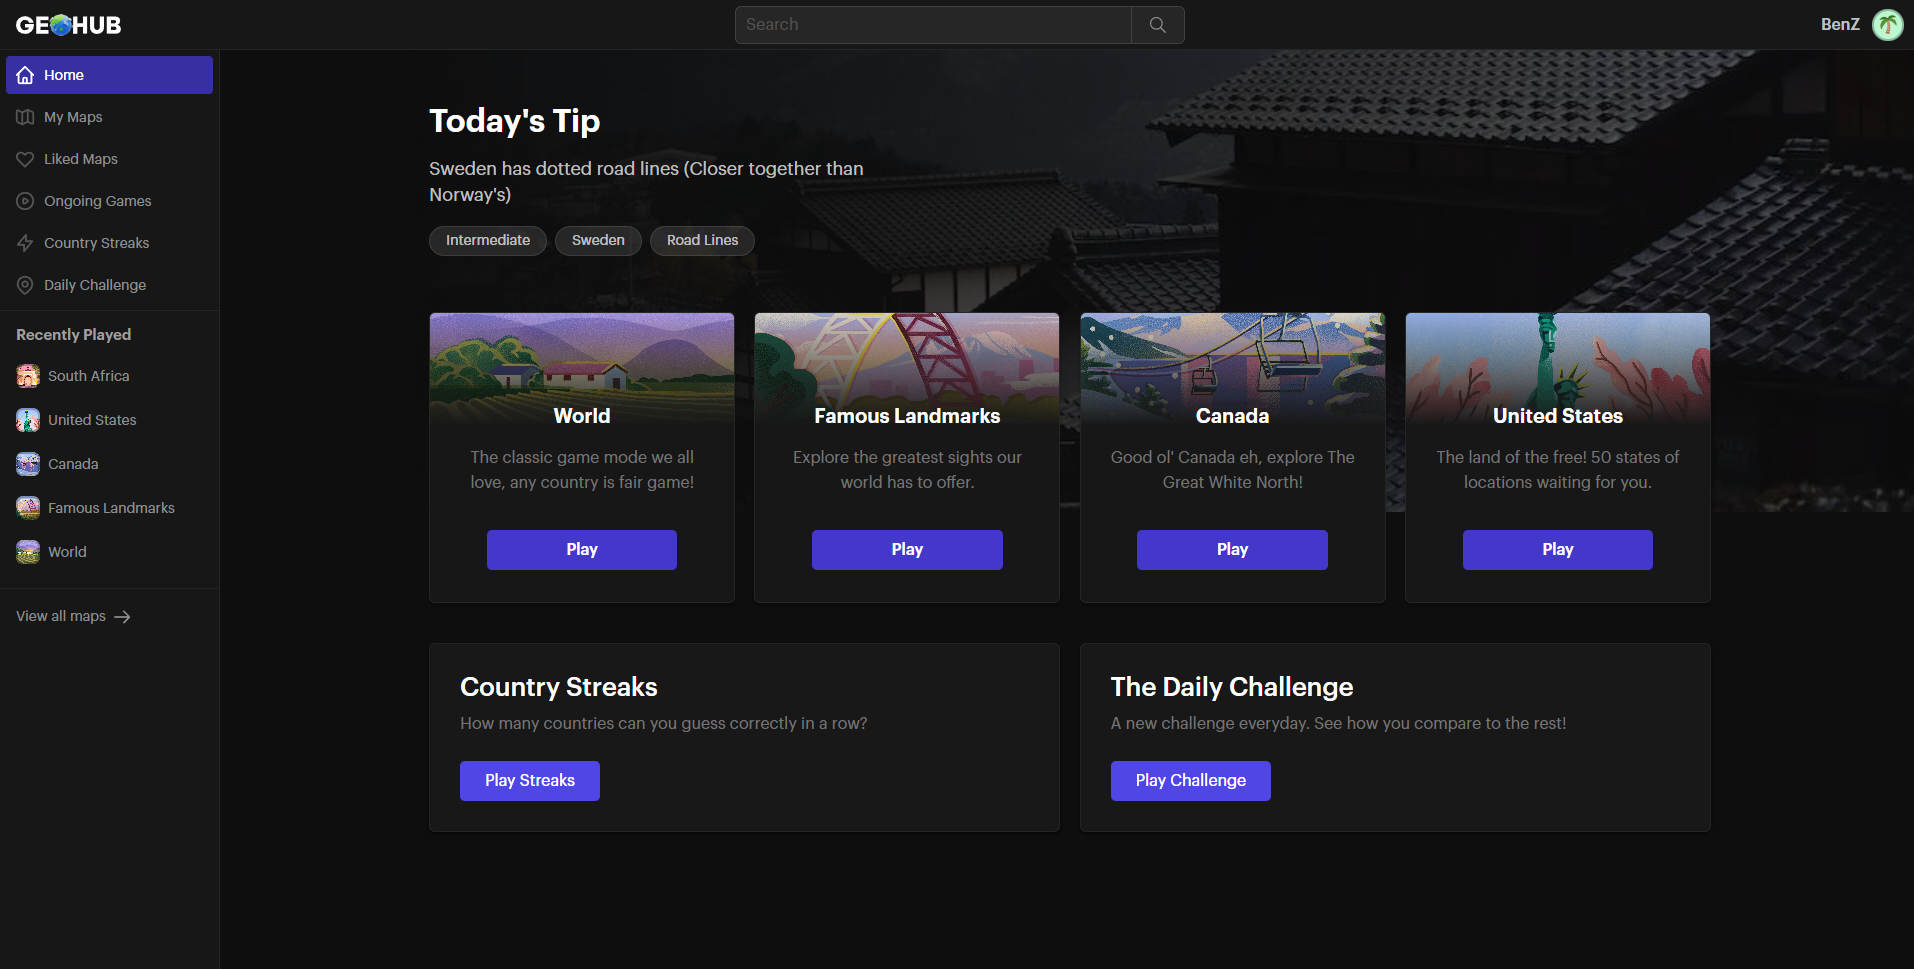 GEOHUB
Search
BenZ
Home
My Maps
Liked Maps
Ongoing Games
Country Streaks
Daily Challenge
Recently Played
South Africa
United States
Canada
Famous Landmarks
World
View all maps
Today's Tip
Sweden has dotted road lines (Closer together than
Norway's)
Intermediate
Sweden
Road Lines
World
The classic game mode we all
love, any country is fair game!
Play
Famous Landmarks
Explore the greatest sights our
world has to offer.
Play
Canada
Good ol' Canada eh, explore The
Great White North!
Play
United States
The land of the free! 50 states of
locations waiting for you.
Play
Country Streaks
How many countries can you guess correctly in a row?
Play Streaks
The Daily Challenge
A new challenge everyday. See how you compare to the rest!
Play Challenge